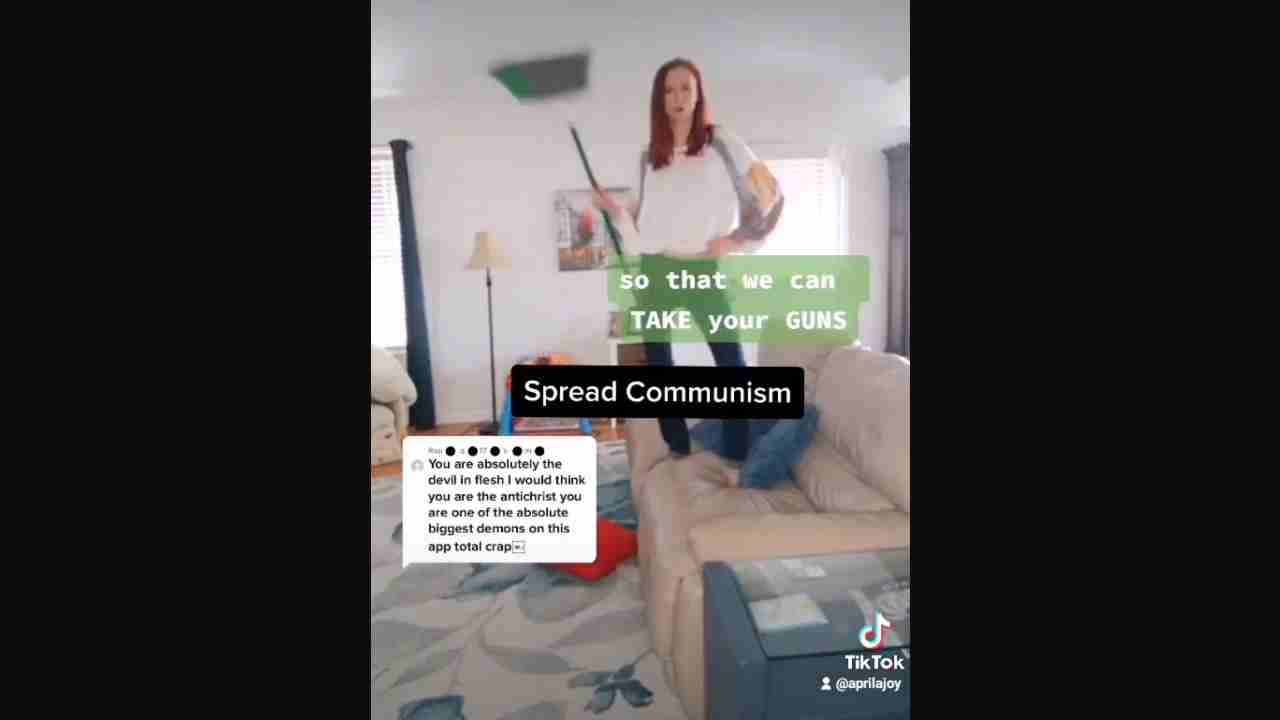 so that we can
TAKE your GUNS
Spread Communism
You are absolutely the
devil in flesh I would think
you are the antichrist you
are one of the absolute
biggest demons on this
app total crap
TikTok
@aprilajoy